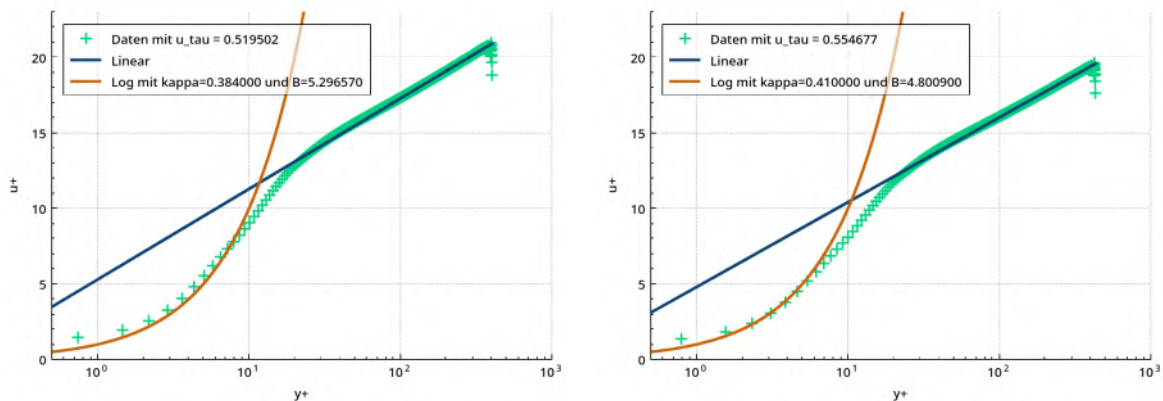 Daten mit u_tau = 0.519502
Linear
Log mit kappa=0.384000 und B=5.296570
u+
20
15
10
5
0
10⁰
10¹
10²
10³
y+
Daten mit u_tau = 0.554677
Linear
Log mit kappa=0.410000 und B=4.800900
u+
20
15
10
5
0
10⁰
10¹
10²
10³
y+